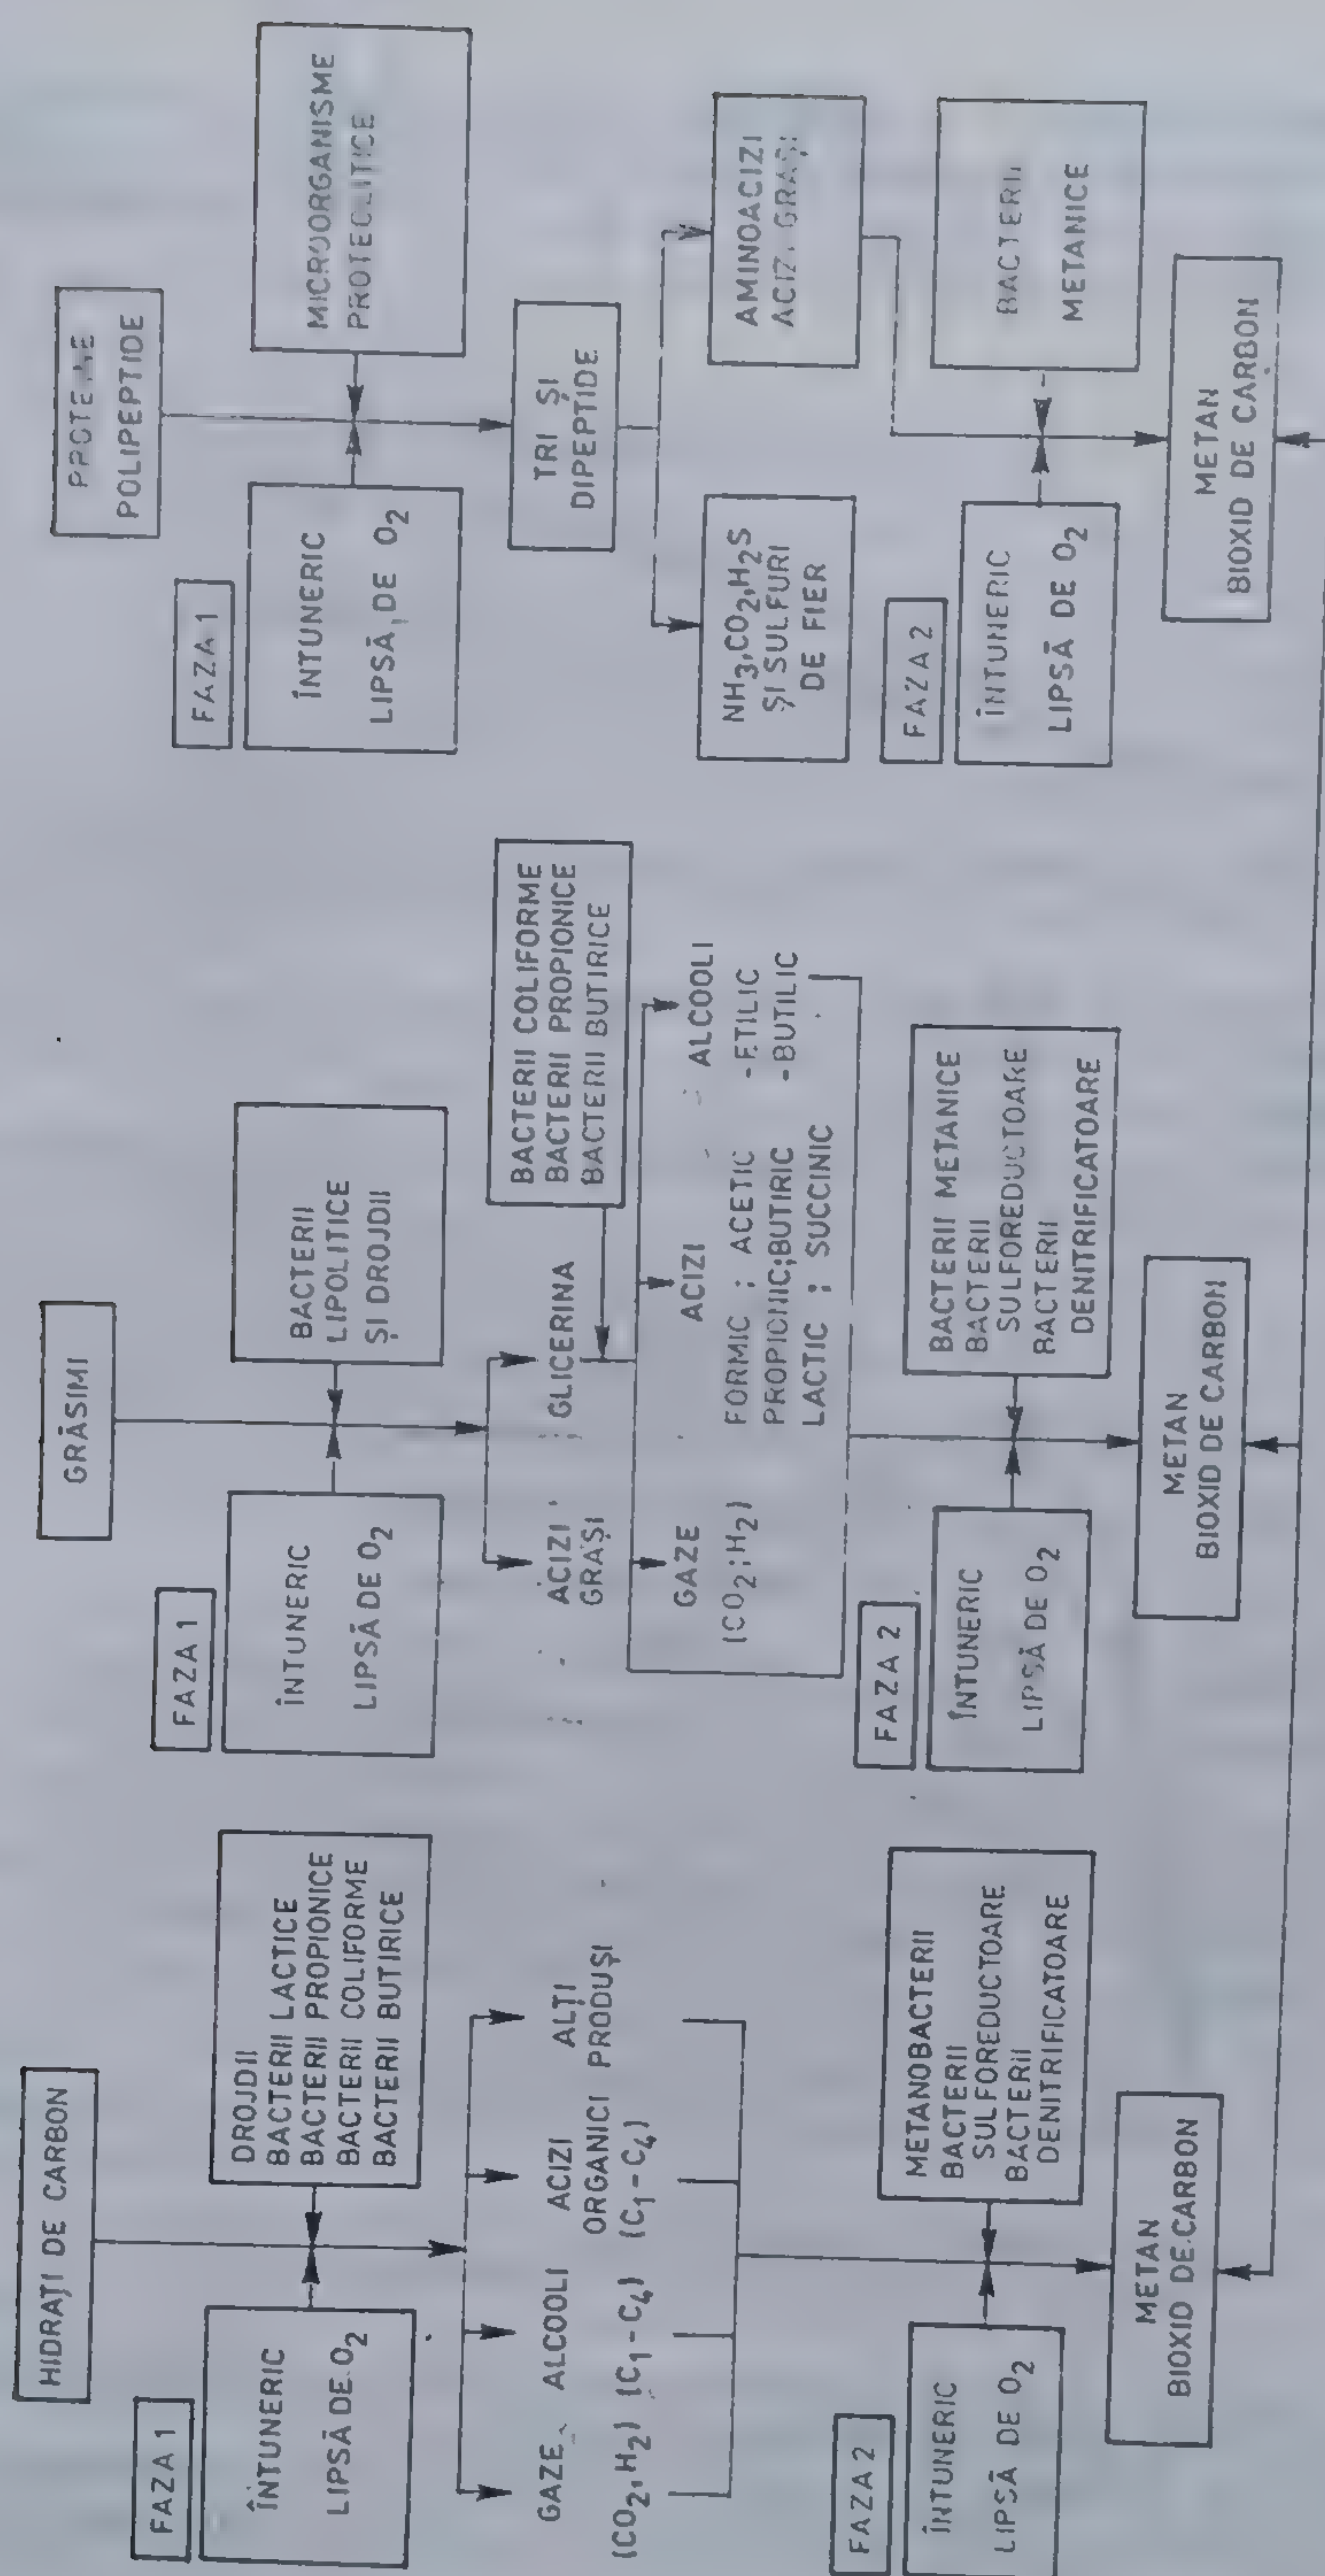 HIDRAȚI DE CARBON
FAZA 1
ÎNTUNERIC
LIPSĂ DE O2
DROJDII
BACTERII LACTICE
BACTERII PROPIONICE
BACTERII COLIFORME
BACTERII BUTIRICE
GAZE
(CO2,H2)
ALCOOLI
(C1-C4)
ACIZI
ORGANICI
(C1-C4)
ALȚI
PRODUȘI
FAZA 2
ÎNTUNERIC
LIPSĂ DE O2
METANOBACTERII
BACTERII
SULFOREDUCTOARE
BACTERII
DENITRIFICATOARE
METAN
BIOXID DE CARBON
GRĂSIMI
FAZA 1
ÎNTUNERIC
LIPSĂ DE O2
BACTERII
LIPOLITICE
ȘI DROJDII
ACIZI
GRAȘI
; GLICERINA
BACTERII COLIFORME
BACTERII PROPIONICE
BACTERII BUTIRICE
GAZE
(CO2;H2)
ACIZI
FORMIC ; ACETIC
PROPIONIC;BUTIRIC
LACTIC ; SUCCINIC
ALCOOLI
-ETILIC
-BUTILIC
FAZA 2
ÎNTUNERIC
LIPSĂ DE O2
BACTERII METANICE
BACTERII
SULFOREDUCTOARE
BACTERII
DENITRIFICATOARE
METAN
BIOXID DE CARBON
PROTEINE
POLIPEPTIDE
FAZA 1
ÎNTUNERIC
LIPSĂ DE O2
MICROORGANISME
PROTEOLITICE
TRI ȘI
DIPEPTIDE
NH3,CO2,H2S
ȘI SULFURI
DE FIER
AMINOACIZI
ACIZI GRAȘI
FAZA 2
ÎNTUNERIC
LIPSĂ DE O2
BACTERII
METANICE
METAN
BIOXID DE CARBON